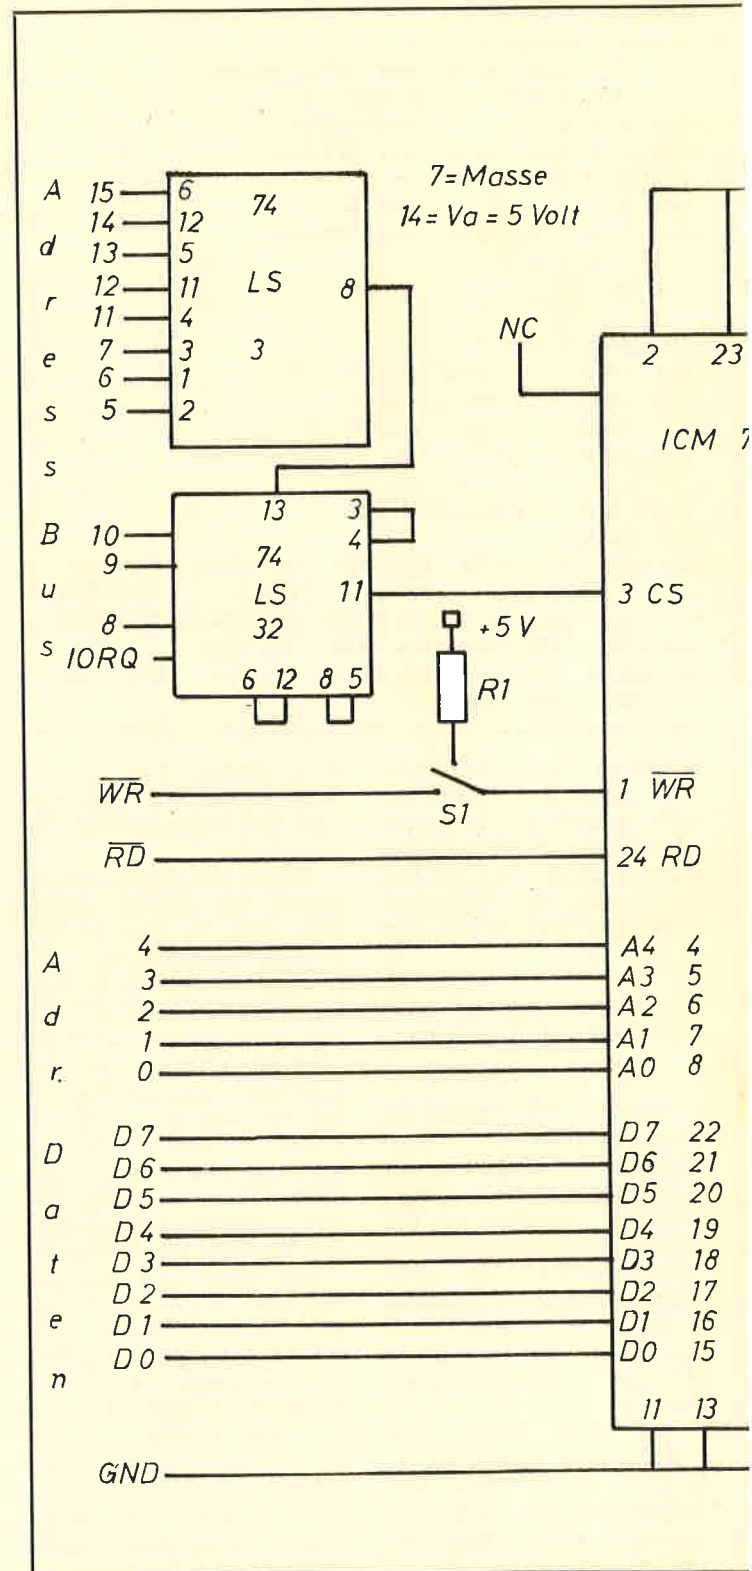 Adress Bus
7=Masse
14= Va = 5 Volt
15 6
14 12
13 5
12 11
11 4
7 3
6 1
5 2
74
LS
3
8
NC
2 23
ICM 7
10
9
8
IORQ
13 3
4
74
LS 11
32
6 12 8 5
3 CS
+5 V
R1
S1
W̅R̅ 1 W̅R̅
R̅D̅ 24 RD
Adr.
4 A4 4
3 A3 5
2 A2 6
1 A1 7
0 A0 8
Daten
D7 D7 22
D6 D6 21
D5 D5 20
D4 D4 19
D3 D3 18
D2 D2 17
D1 D1 16
D0 D0 15
11 13
GND